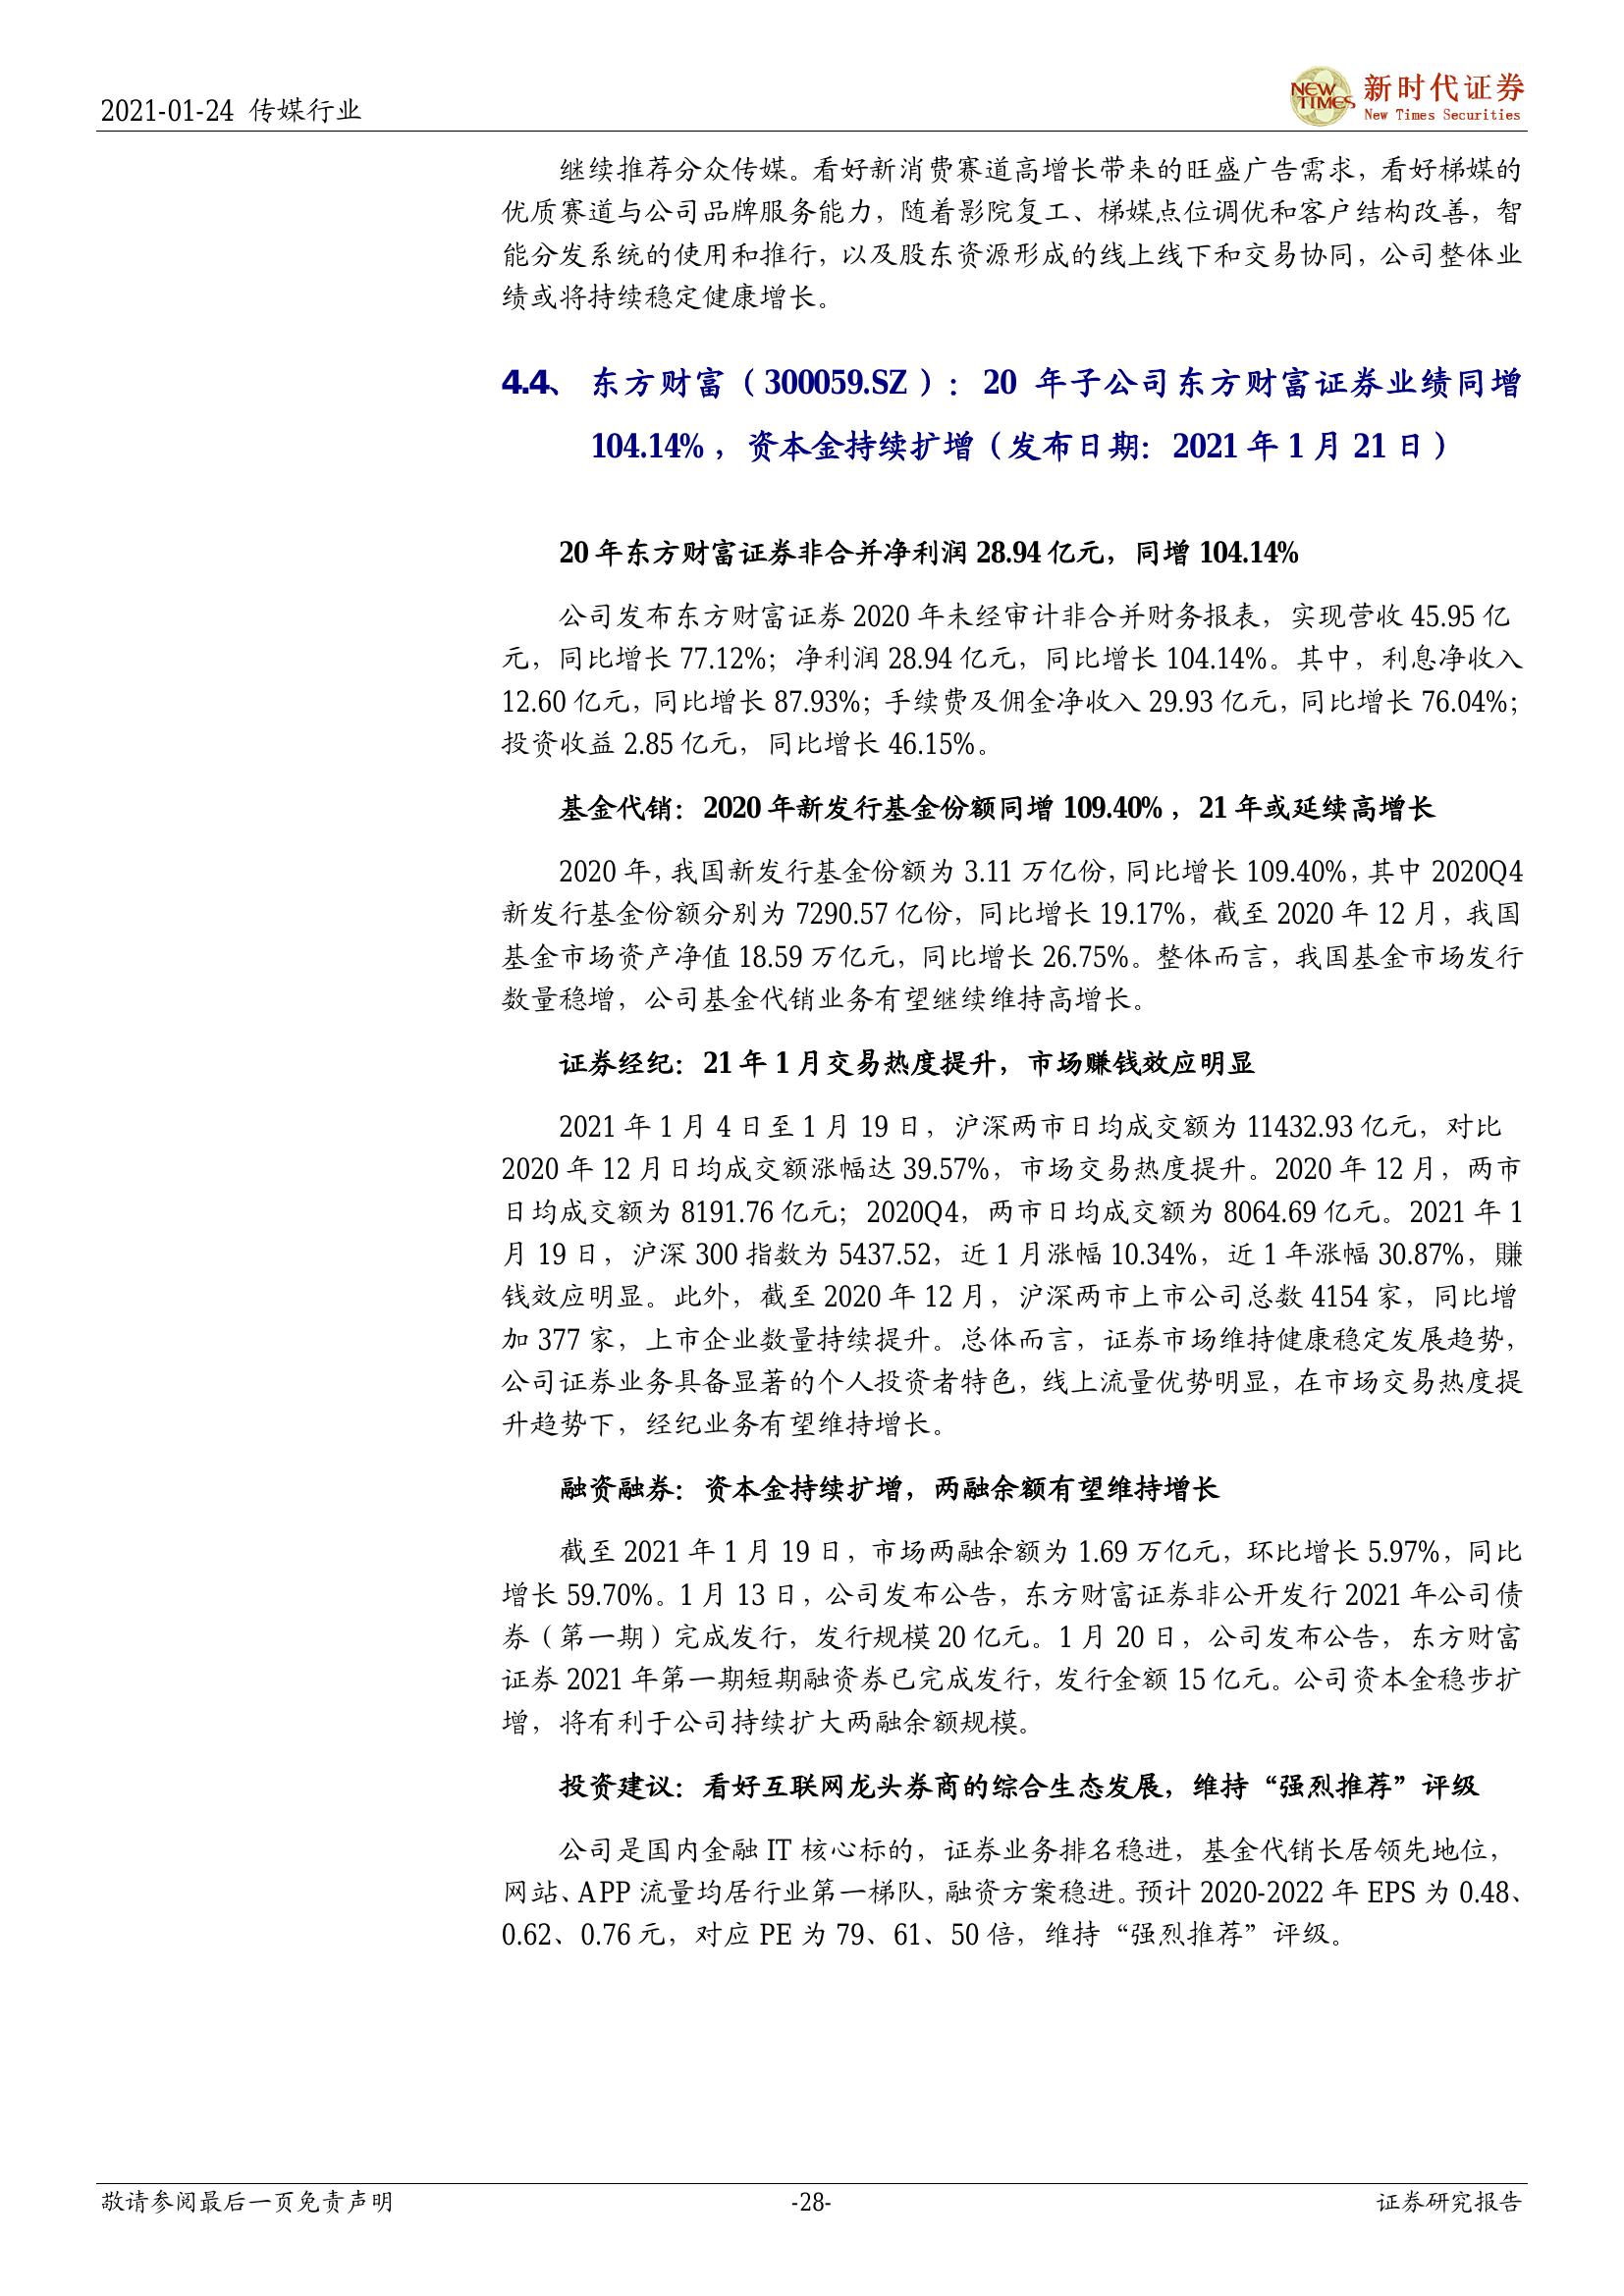 2021-01-24 传媒行业
NEW TIMES
新时代证券
New Times Securities
继续推荐分众传媒。看好新消费赛道高增长带来的旺盛广告需求，看好梯媒的
优质赛道与公司品牌服务能力，随着影院复工、梯媒点位调优和客户结构改善，智
能分发系统的使用和推行，以及股东资源形成的线上线下和交易协同，公司整体业
绩或将持续稳定健康增长。
4.4、 东方财富（300059.SZ）：20 年子公司东方财富证券业绩同增
104.14%，资本金持续扩增（发布日期：2021 年 1 月 21 日）
20 年东方财富证券非合并净利润 28.94 亿元，同增 104.14%
公司发布东方财富证券 2020 年未经审计非合并财务报表，实现营收 45.95 亿
元，同比增长 77.12%；净利润 28.94 亿元，同比增长 104.14%。其中，利息净收入
12.60 亿元，同比增长 87.93%；手续费及佣金净收入 29.93 亿元，同比增长 76.04%；
投资收益 2.85 亿元，同比增长 46.15%。
基金代销：2020 年新发行基金份额同增 109.40%，21 年或延续高增长
2020 年，我国新发行基金份额为 3.11 万亿份，同比增长 109.40%，其中 2020Q4
新发行基金份额分别为 7290.57 亿份，同比增长 19.17%，截至 2020 年 12 月，我国
基金市场资产净值 18.59 万亿元，同比增长 26.75%。整体而言，我国基金市场发行
数量稳增，公司基金代销业务有望继续维持高增长。
证券经纪：21 年 1 月交易热度提升，市场赚钱效应明显
2021 年 1 月 4 日至 1 月 19 日，沪深两市日均成交额为 11432.93 亿元，对比
2020 年 12 月日均成交额涨幅达 39.57%，市场交易热度提升。2020 年 12 月，两市
日均成交额为 8191.76 亿元；2020Q4，两市日均成交额为 8064.69 亿元。2021 年 1
月 19 日，沪深 300 指数为 5437.52，近 1 月涨幅 10.34%，近 1 年涨幅 30.87%，赚
钱效应明显。此外，截至 2020 年 12 月，沪深两市上市公司总数 4154 家，同比增
加 377 家，上市企业数量持续提升。总体而言，证券市场维持健康稳定发展趋势，
公司证券业务具备显著的个人投资者特色，线上流量优势明显，在市场交易热度提
升趋势下，经纪业务有望维持增长。
融资融券：资本金持续扩增，两融余额有望维持增长
截至 2021 年 1 月 19 日，市场两融余额为 1.69 万亿元，环比增长 5.97%，同比
增长 59.70%。1 月 13 日，公司发布公告，东方财富证券非公开发行 2021 年公司债
券（第一期）完成发行，发行规模 20 亿元。1 月 20 日，公司发布公告，东方财富
证券 2021 年第一期短期融资券已完成发行，发行金额 15 亿元。公司资本金稳步扩
增，将有利于公司持续扩大两融余额规模。
投资建议：看好互联网龙头券商的综合生态发展，维持“强烈推荐”评级
公司是国内金融 IT 核心标的，证券业务排名稳进，基金代销长居领先地位，
网站、APP 流量均居行业第一梯队，融资方案稳进。预计 2020-2022 年 EPS 为 0.48、
0.62、0.76 元，对应 PE 为 79、61、50 倍，维持“强烈推荐”评级。
敬请参阅最后一页免责声明
-28-
证券研究报告